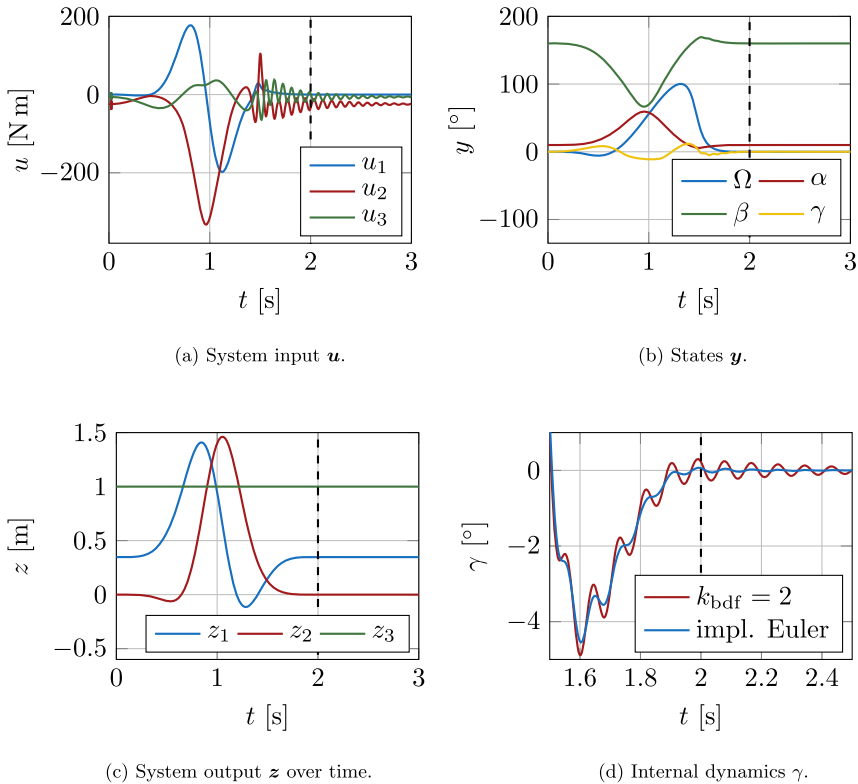 200
0
−200
u [N m]
u₁
u₂
u₃
0 1 2 3
t [s]
(a) System input u.
200
100
0
−100
y [°]
Ω α
β γ
0 1 2 3
t [s]
(b) States y.
1.5
1
0.5
0
−0.5
z [m]
z₁ z₂ z₃
0 1 2 3
t [s]
(c) System output z over time.
0
−2
−4
γ [°]
k_bdf = 2
impl. Euler
1.6 1.8 2 2.2 2.4
t [s]
(d) Internal dynamics γ.